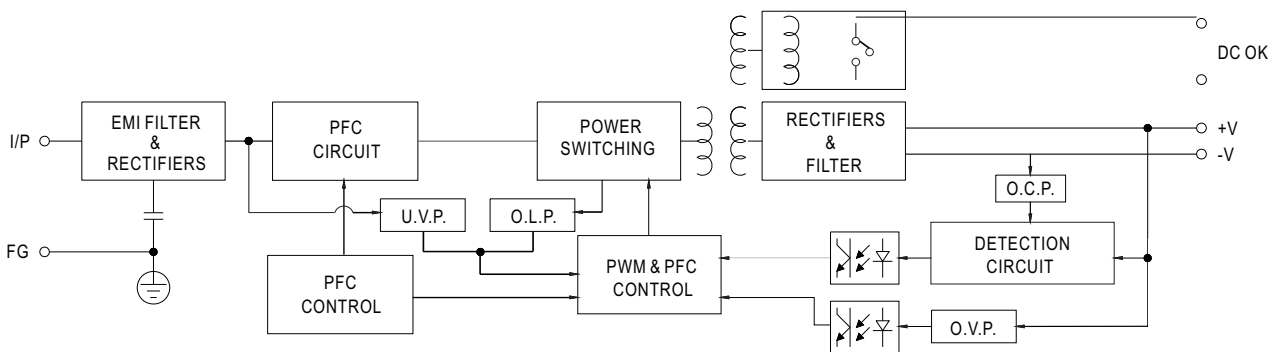 DC OK
I/P
EMI FILTER
&
RECTIFIERS
PFC
CIRCUIT
POWER
SWITCHING
RECTIFIERS
&
FILTER
+V
-V
O.C.P.
U.V.P.
O.L.P.
FG
PFC
CONTROL
PWM & PFC
CONTROL
DETECTION
CIRCUIT
O.V.P.